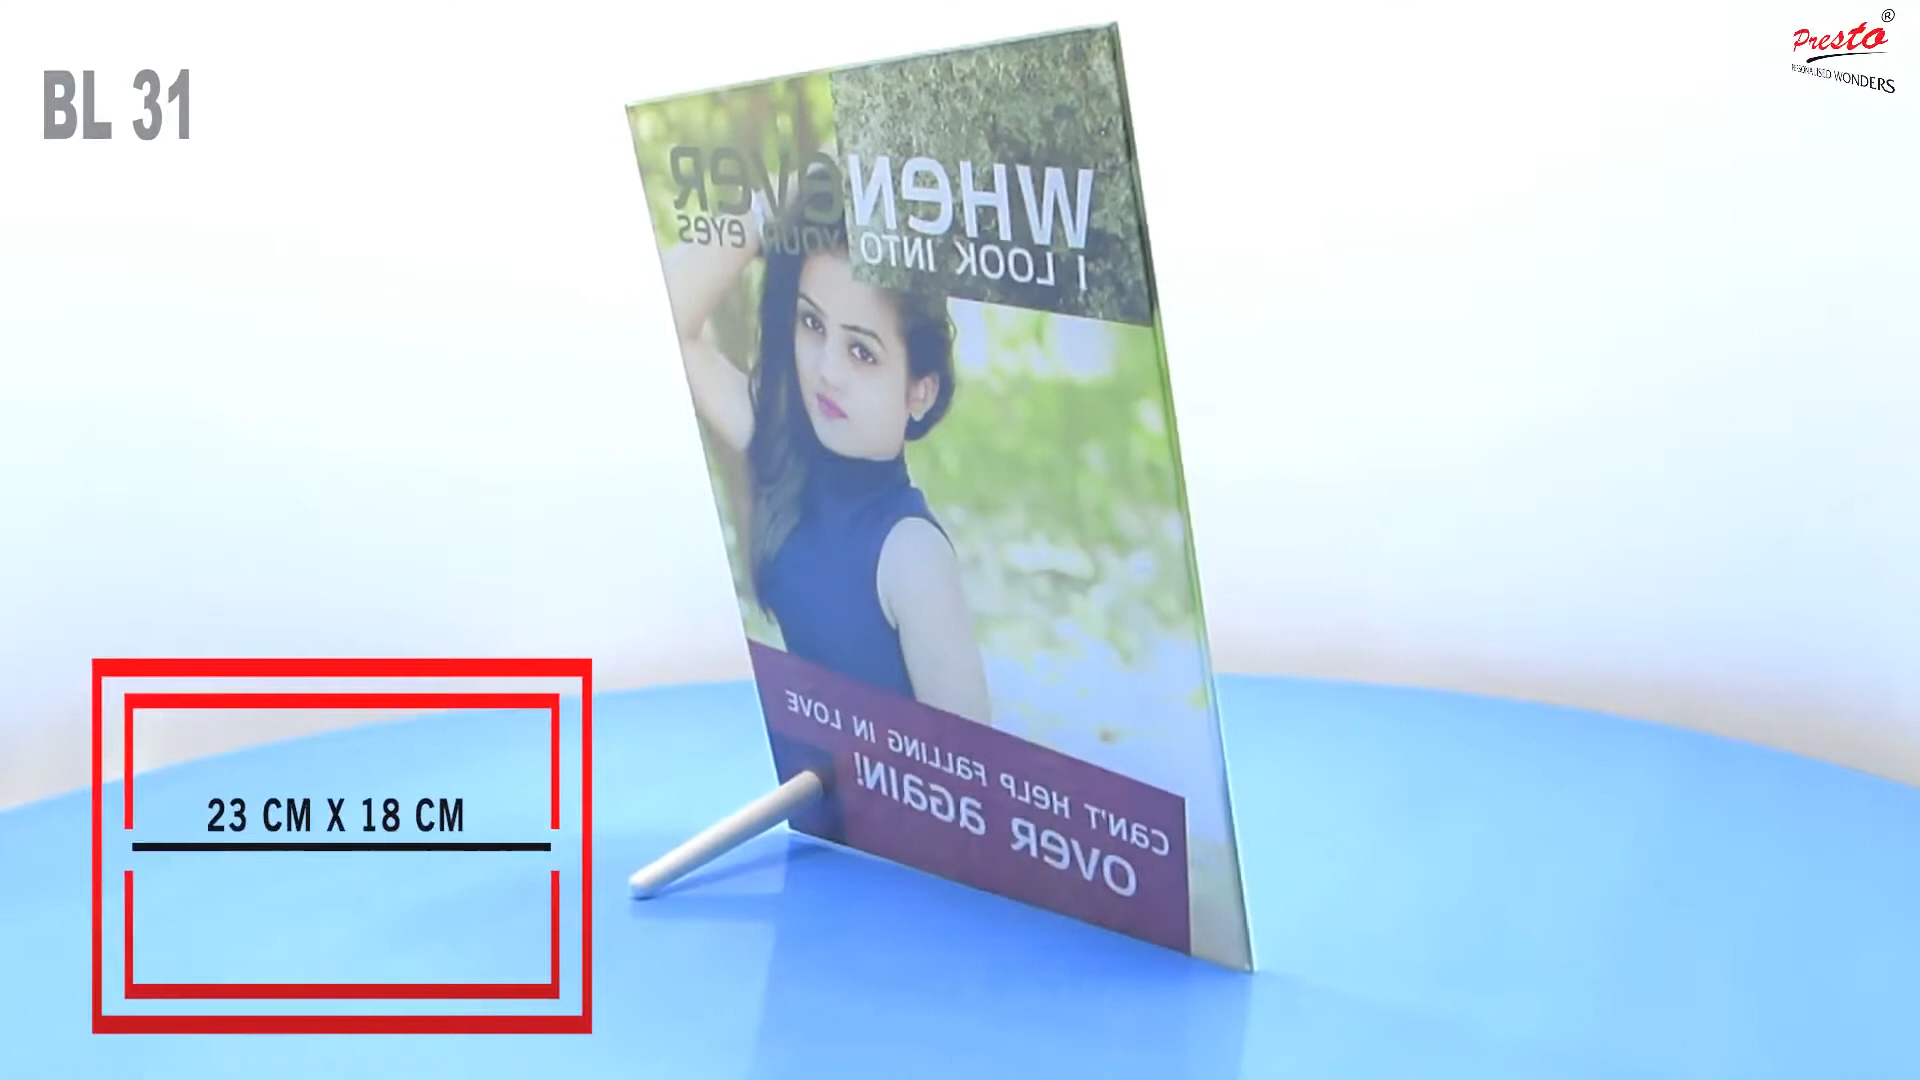 BL 31
Presto®
PERSONALISED WONDERS
WHENEVER
I LOOK INTO YOUR EYES
CAN'T HELP FALLING IN LOVE
OVER AGAIN!
23 CM X 18 CM